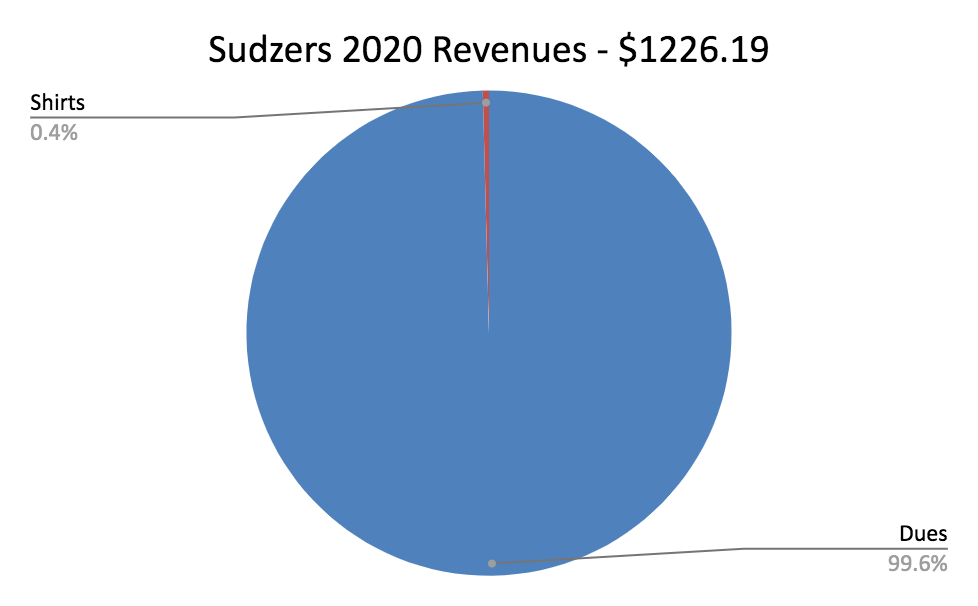 Sudzers 2020 Revenues - $1226.19
Shirts
0.4%
Dues
99.6%